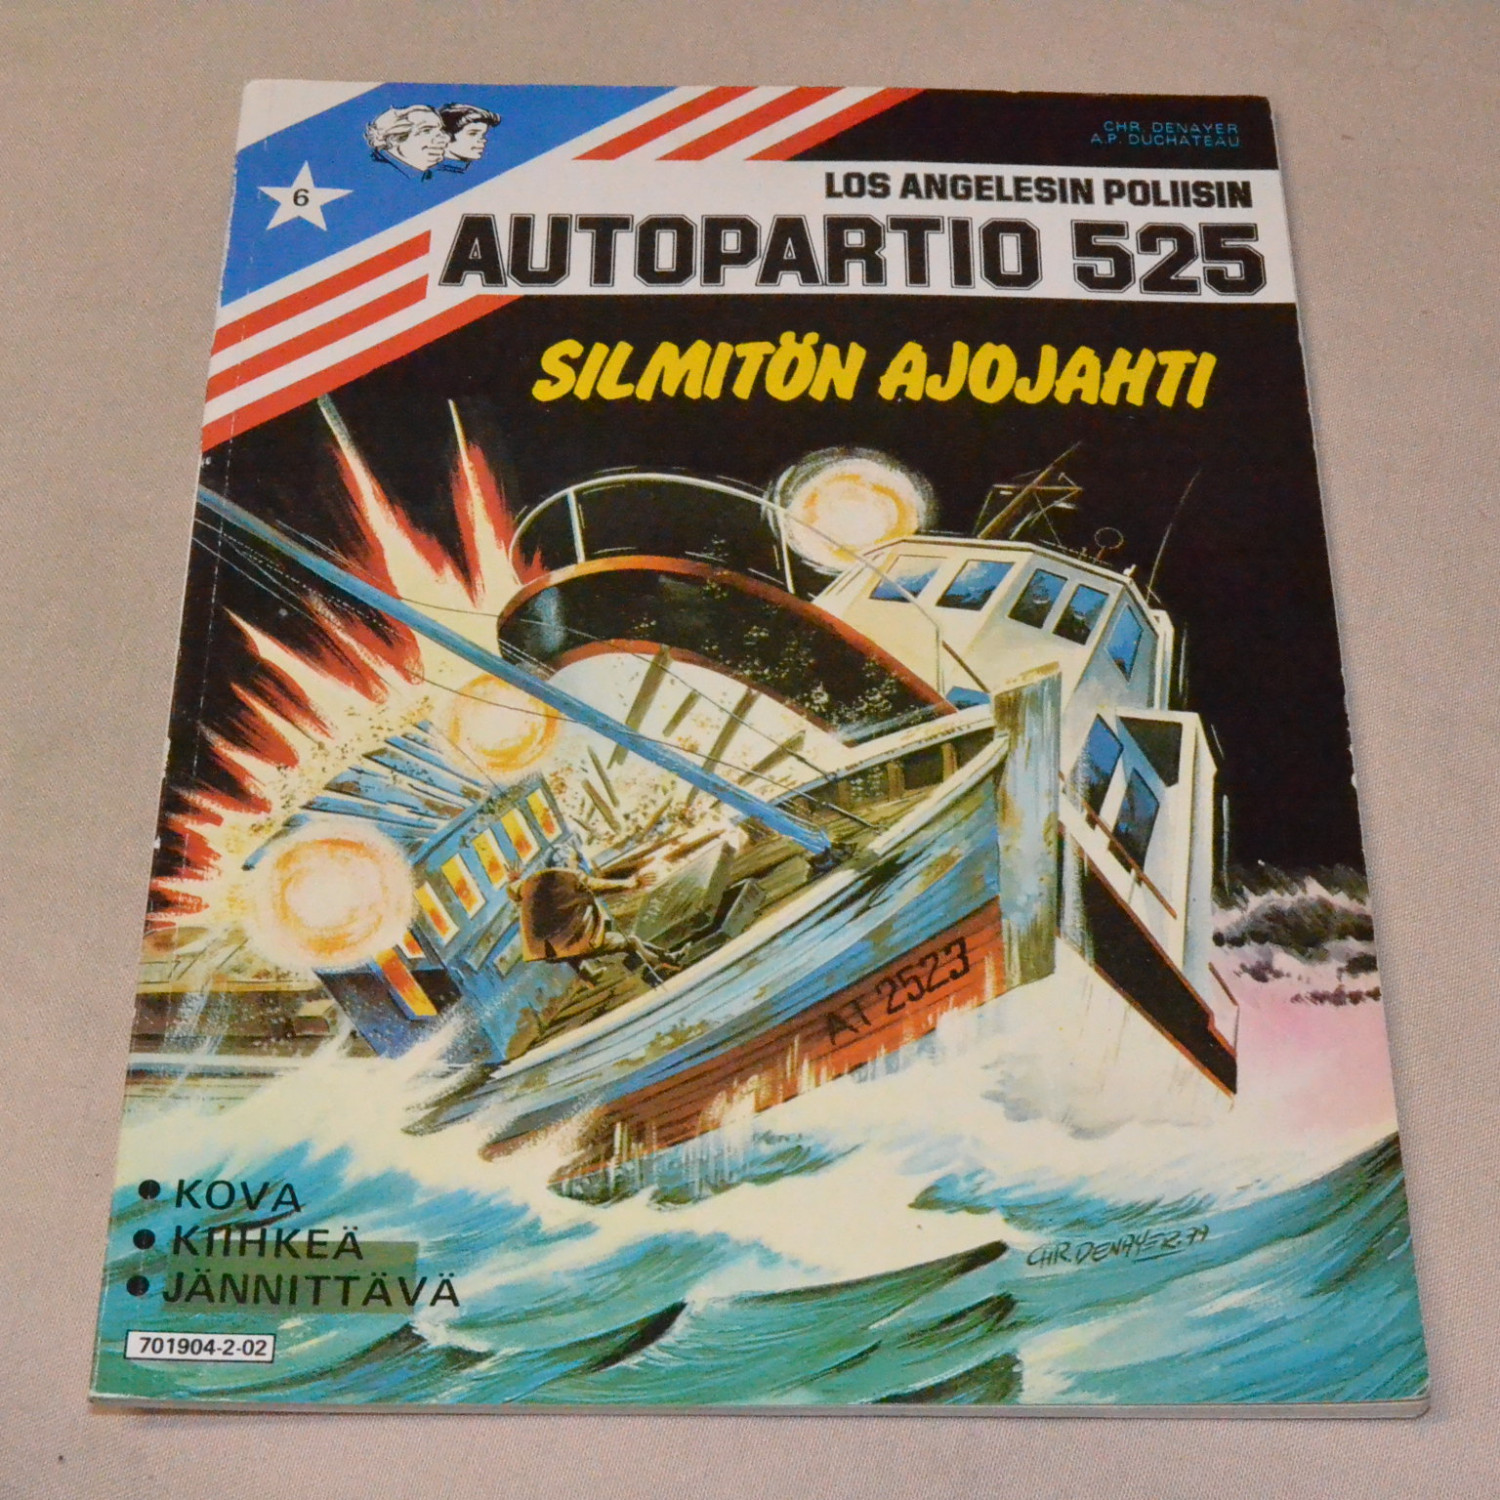 CHR. DENAYER
A.P. DUCHATEAU
6
LOS ANGELESIN POLIISIN
AUTOPARTIO 525
SILMITÖN AJOJAHTI
AT 2523
• KOVA
• KIIHKEÄ
• JÄNNITTÄVÄ
CHR. DENAYER. 79
701904-2-02